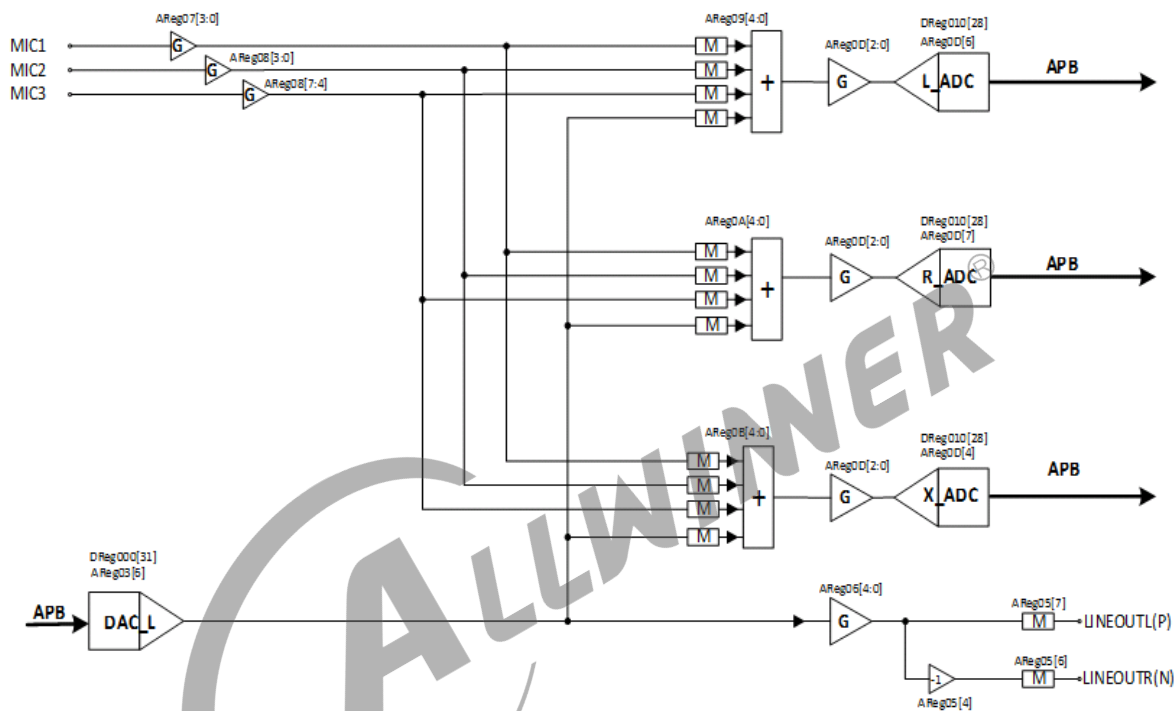 AReg07[3:0]
AReg09[4:0]
DReg010[28]
AReg0D[2:0]
AReg0D[6]
MIC1
G
M
AReg08[3:0]
MIC2
G
M
G
L_ADC
APB
AReg08[7:4]
MIC3
G
M
+
M
AReg0A[4:0]
DReg010[28]
AReg0D[2:0]
AReg0D[7]
M
M
G
R_ADC
®
APB
M
+
M
AReg0B[4:0]
DReg010[28]
AReg0D[2:0]
AReg0D[4]
M
M
G
X_ADC
APB
M
+
M
ALLWINNER
DReg000[31]
AReg03[6]
AReg06[4:0]
APB
DAC_L
G
AReg05[7]
M
LINEOUTL(P)
-1
AReg05[6]
M
LINEOUTR(N)
AReg05[4]